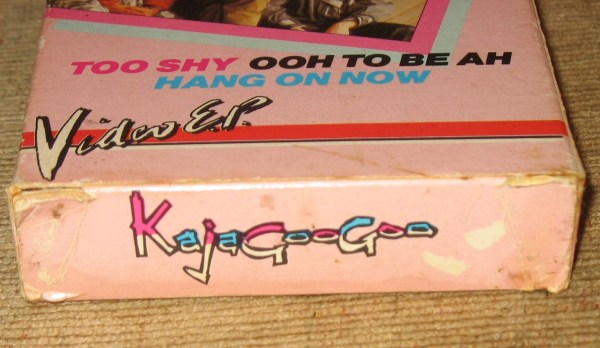 TOO SHY OOH TO BE AH
HANG ON NOW
Video E.P.
KajaGooGoo